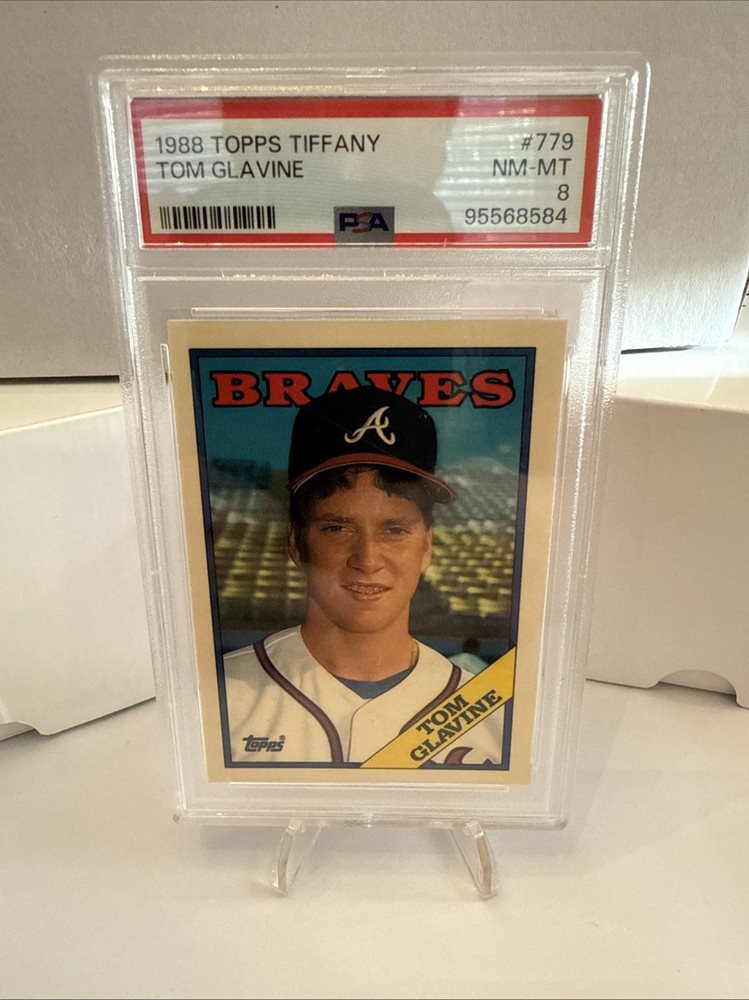 1988 TOPPS TIFFANY #779
TOM GLAVINE NM-MT
8
PSA 95568584
BRAVES
A
TOM
GLAVINE
Topps®